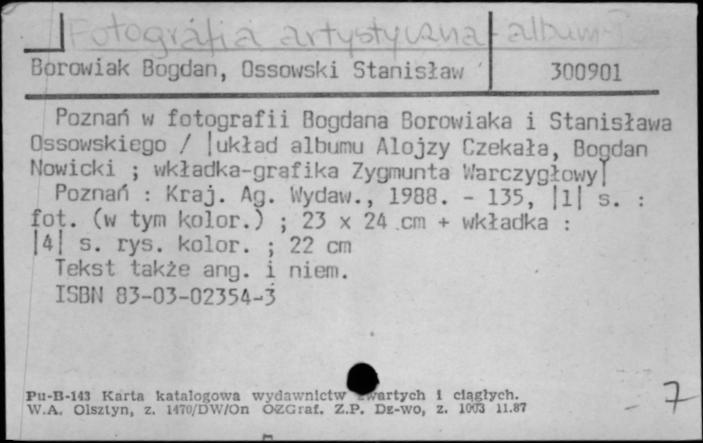 Fotografia artystyczna - album
Borowiak Bogdan, Ossowski Stanisław
300901
Poznań w fotografii Bogdana Borowiaka i Stanisława
Ossowskiego / |układ albumu Alojzy Czekała, Bogdan
Nowicki ; wkładka-grafika Zygmunta Warczygłowy|
Poznań : Kraj. Ag. Wydaw., 1988. - 135, |1| s. :
fot. (w tym kolor.) ; 23 x 24 cm + wkładka :
|4| s. rys. kolor. ; 22 cm
Tekst także ang. i niem.
ISBN 83-03-02354-3
Pu-B-143 Karta katalogowa wydawnictw zwartych i ciągłych.
W.A. Olsztyn, z. 1470/DW/On OZGraf. Z.P. Dz-wo, z. 1003 11.87
7